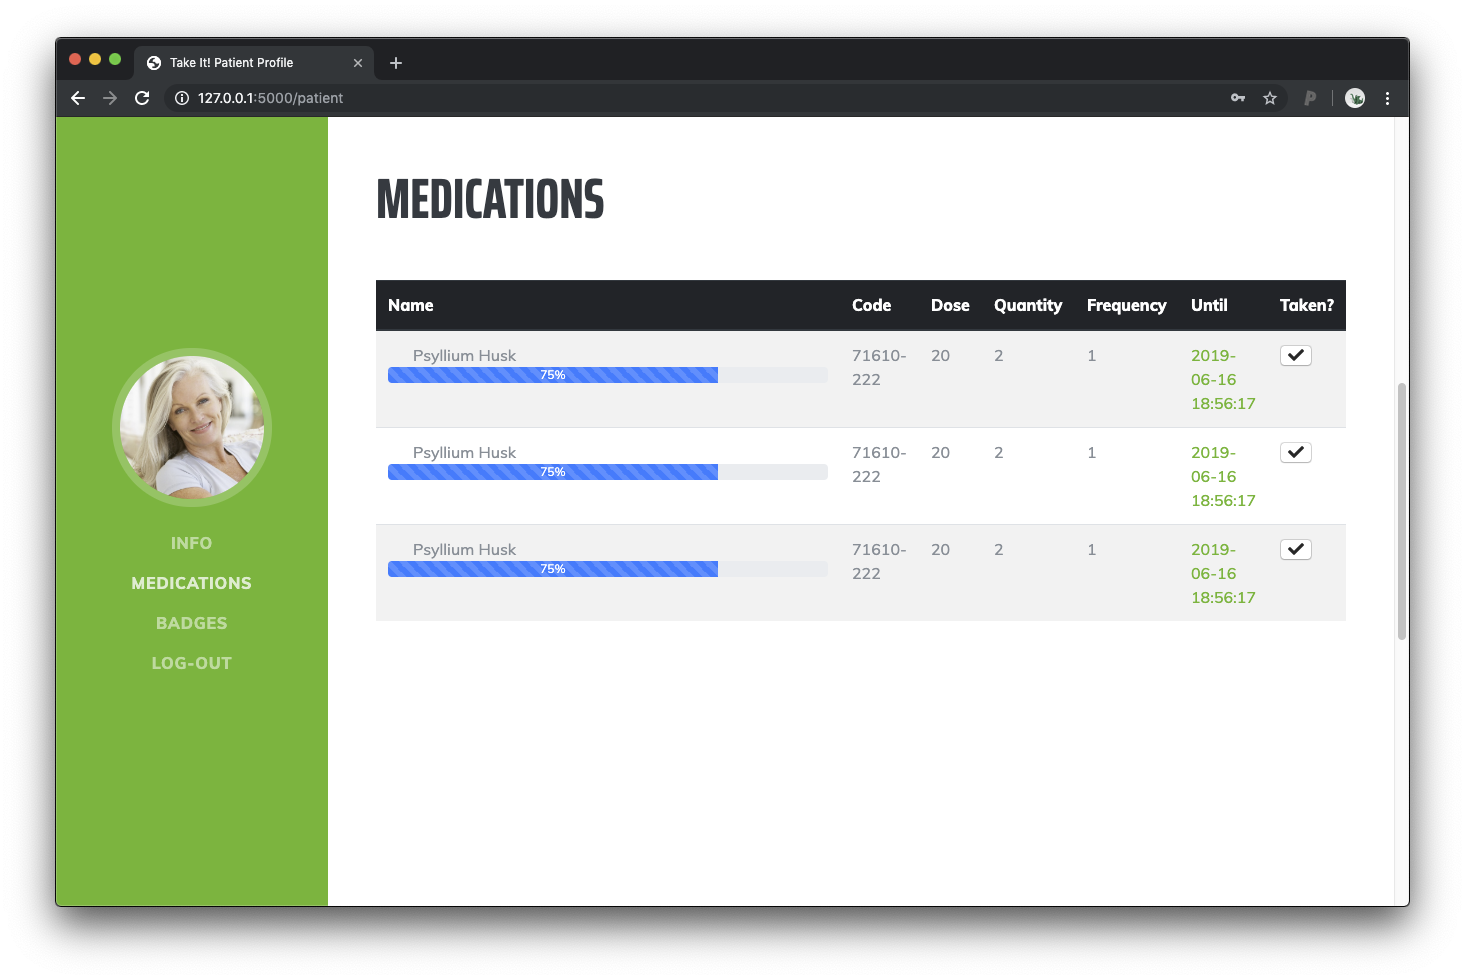 Take It! Patient Profile
127.0.0.1:5000/patient
INFO
MEDICATIONS
BADGES
LOG-OUT
MEDICATIONS
Name Code Dose Quantity Frequency Until Taken?
Psyllium Husk 71610- 20 2 1 2019-
75% 222 06-16
18:56:17
Psyllium Husk 71610- 20 2 1 2019-
75% 222 06-16
18:56:17
Psyllium Husk 71610- 20 2 1 2019-
75% 222 06-16
18:56:17